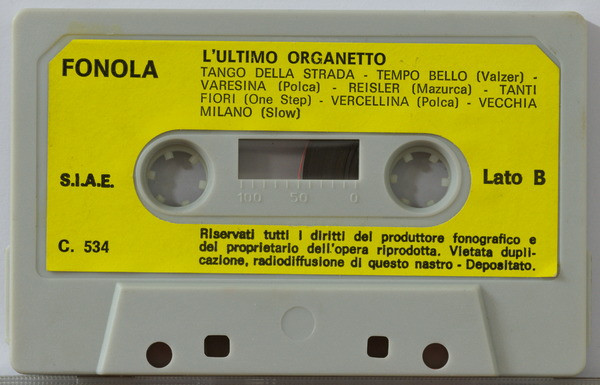 FONOLA
L'ULTIMO ORGANETTO
TANGO DELLA STRADA - TEMPO BELLO (Valzer) -
VARESINA (Polca) - REISLER (Mazurca) - TANTI
FIORI (One Step) - VERCELLINA (Polca) - VECCHIA
MILANO (Slow)
S.I.A.E.
100 50 0
Lato B
C. 534
Riservati tutti i diritti del produttore fonografico e
del proprietario dell'opera riprodotta. Vietata dupli-
cazione, radiodiffusione di questo nastro - Depositato.